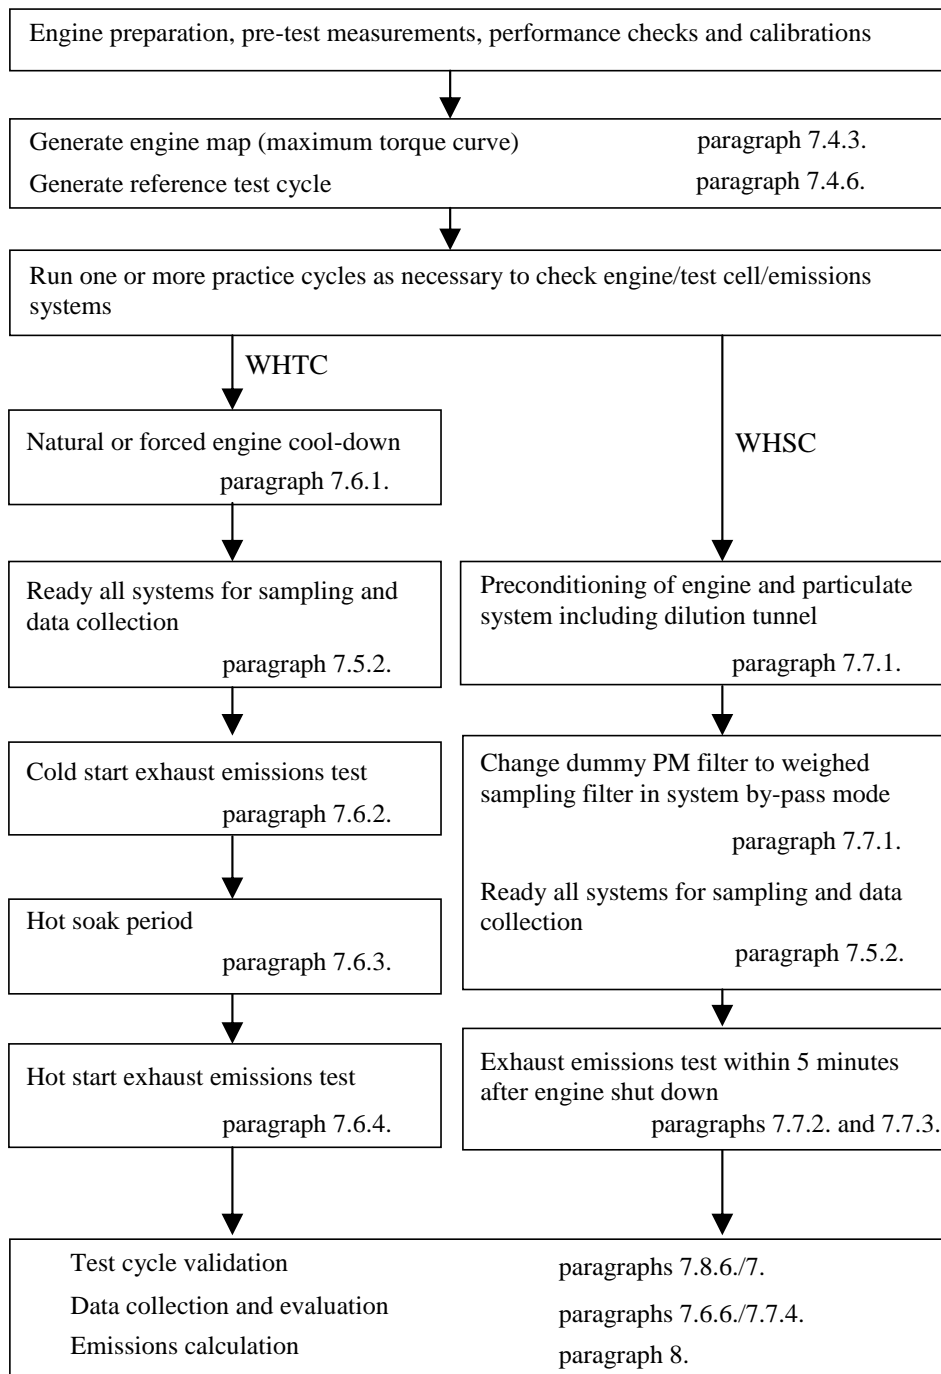 Engine preparation, pre-test measurements, performance checks and calibrations
Generate engine map (maximum torque curve) paragraph 7.4.3.
Generate reference test cycle paragraph 7.4.6.
Run one or more practice cycles as necessary to check engine/test cell/emissions
systems
WHTC
Natural or forced engine cool-down
paragraph 7.6.1.
Ready all systems for sampling and
data collection
paragraph 7.5.2.
Cold start exhaust emissions test
paragraph 7.6.2.
Hot soak period
paragraph 7.6.3.
Hot start exhaust emissions test
paragraph 7.6.4.
WHSC
Preconditioning of engine and particulate
system including dilution tunnel
paragraph 7.7.1.
Change dummy PM filter to weighed
sampling filter in system by-pass mode
paragraph 7.7.1.
Ready all systems for sampling and data
collection
paragraph 7.5.2.
Exhaust emissions test within 5 minutes
after engine shut down
paragraphs 7.7.2. and 7.7.3.
Test cycle validation paragraphs 7.8.6./7.
Data collection and evaluation paragraphs 7.6.6./7.7.4.
Emissions calculation paragraph 8.